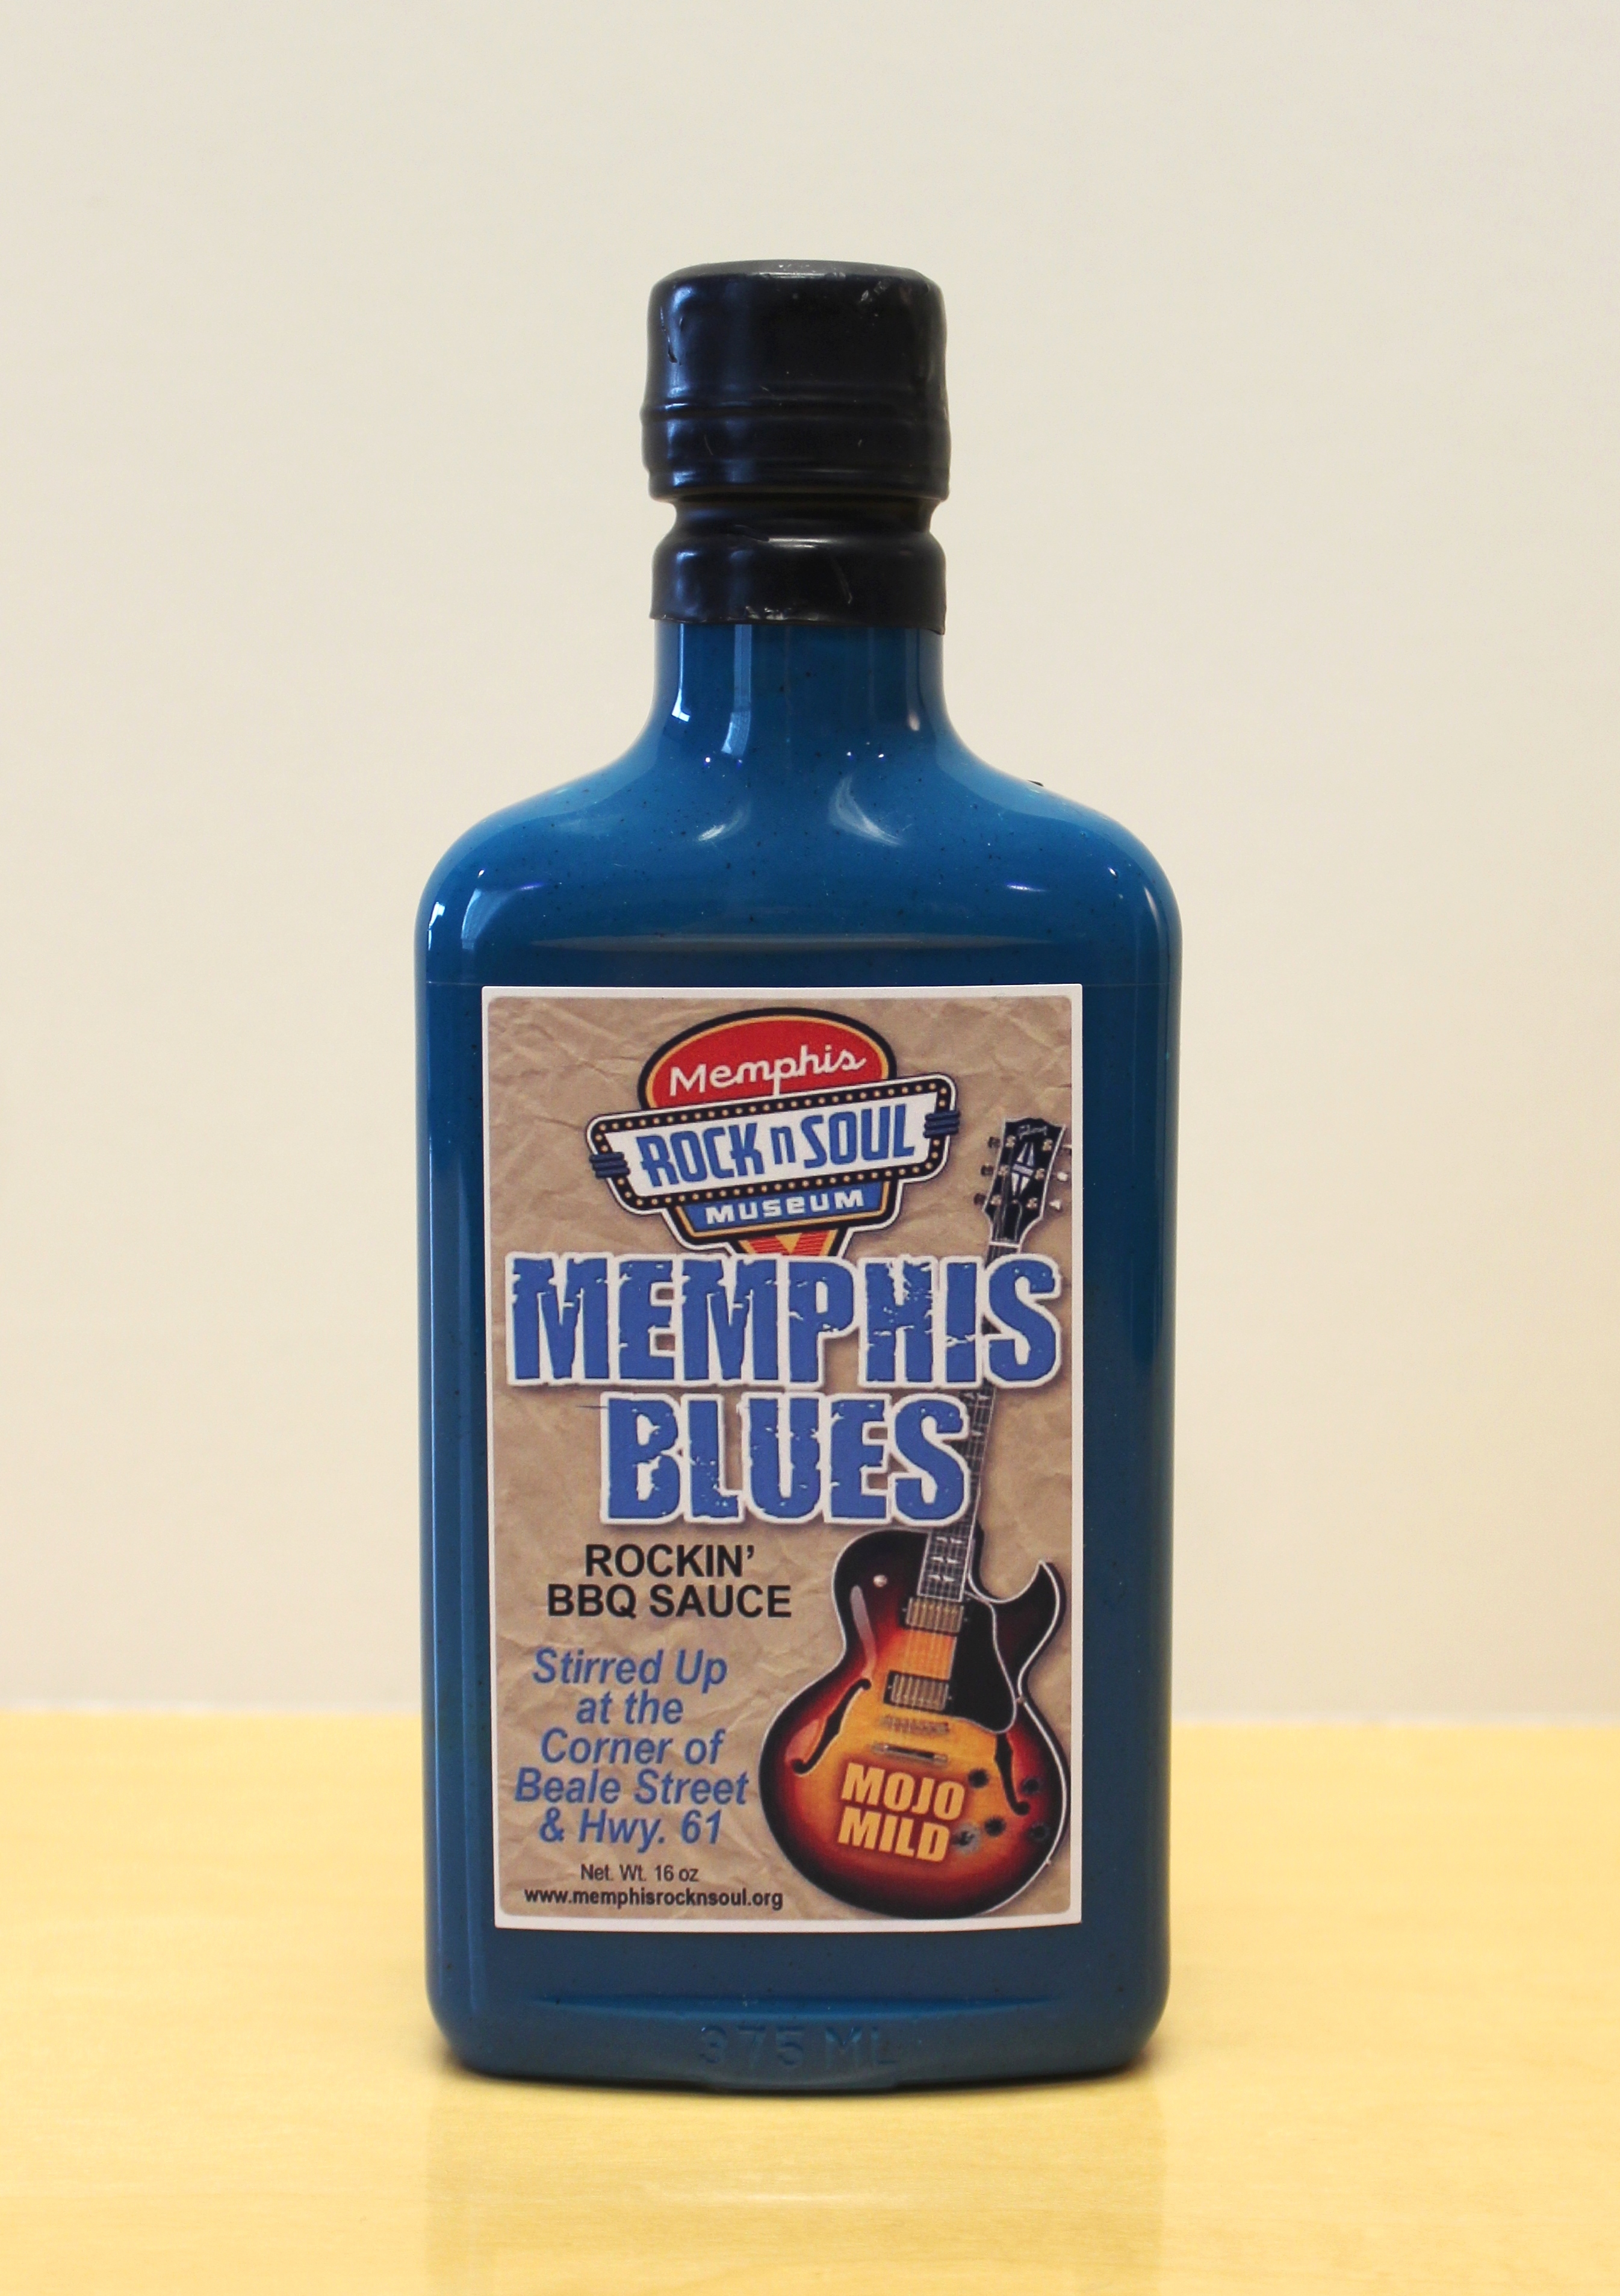 Memphis
ROCK n SOUL
MUSEUM
Gibson
MEMPHIS
BLUES
ROCKIN’
BBQ SAUCE
Stirred Up
at the
Corner of
Beale Street
& Hwy. 61
MOJO
MILD
Net. Wt. 16 oz
www.memphisrocknsoul.org
375 ML